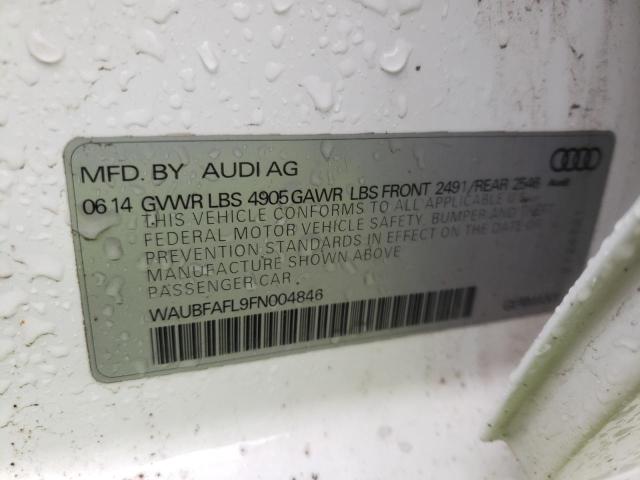 MFD. BY AUDI AG
Audi
06 14 GVWR LBS 4905 GAWR LBS FRONT 2491/REAR 2546
THIS VEHICLE CONFORMS TO ALL APPLICABLE U.S.
FEDERAL MOTOR VEHICLE SAFETY, BUMPER AND THEFT
PREVENTION STANDARDS IN EFFECT ON THE DATE OF
MANUFACTURE SHOWN ABOVE
PASSENGER CAR
WAUBFAFL9FN004846
GERMANY